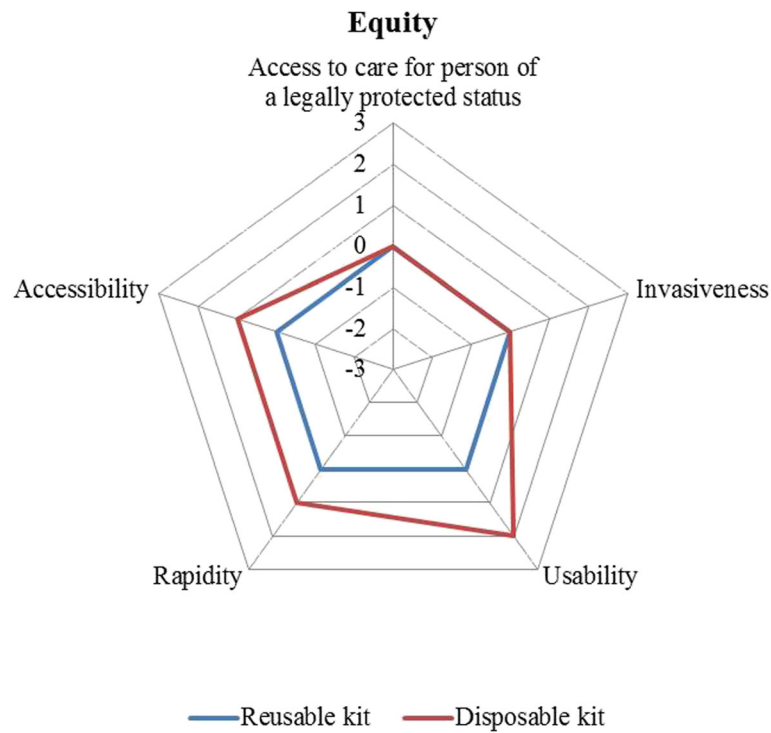 Equity
Access to care for person of
a legally protected status
3
2
1
0
-1
-2
-3
Accessibility
Invasiveness
Rapidity
Usability
Reusable kit
Disposable kit